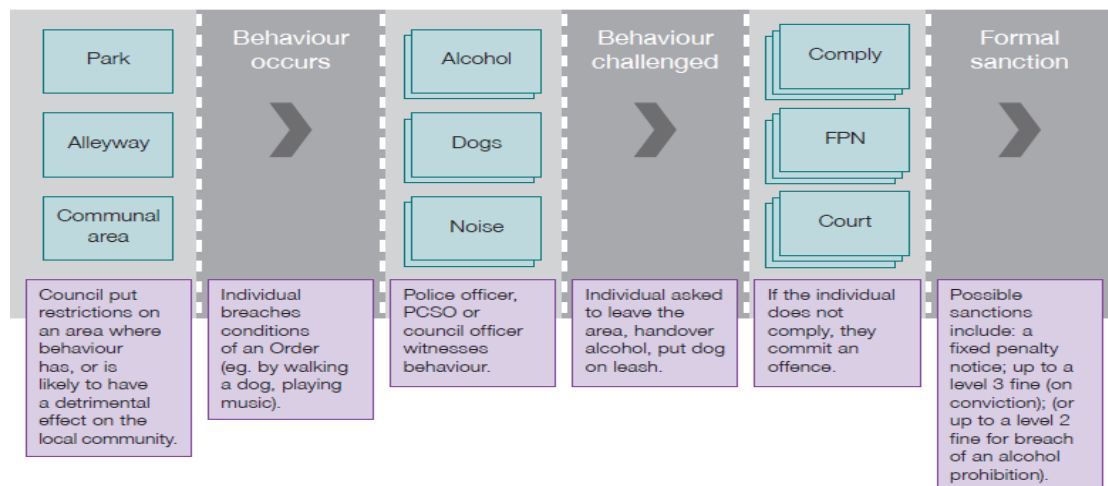 Park
Alleyway
Communal
area
Behaviour
occurs
Alcohol
Dogs
Noise
Behaviour
challenged
Comply
FPN
Court
Formal
sanction
Council put
restrictions on
an area where
behaviour
has, or is
likely to have
a detrimental
effect on the
local community.
Individual
breaches
conditions
of an Order
(eg. by walking
a dog, playing
music).
Police officer,
PCSO or
council officer
witnesses
behaviour.
Individual asked
to leave the
area, handover
alcohol, put dog
on leash.
If the individual
does not
comply, they
commit an
offence.
Possible
sanctions
include: a
fixed penalty
notice; up to a
level 3 fine (on
conviction); (or
up to a level 2
fine for breach
of an alcohol
prohibition).